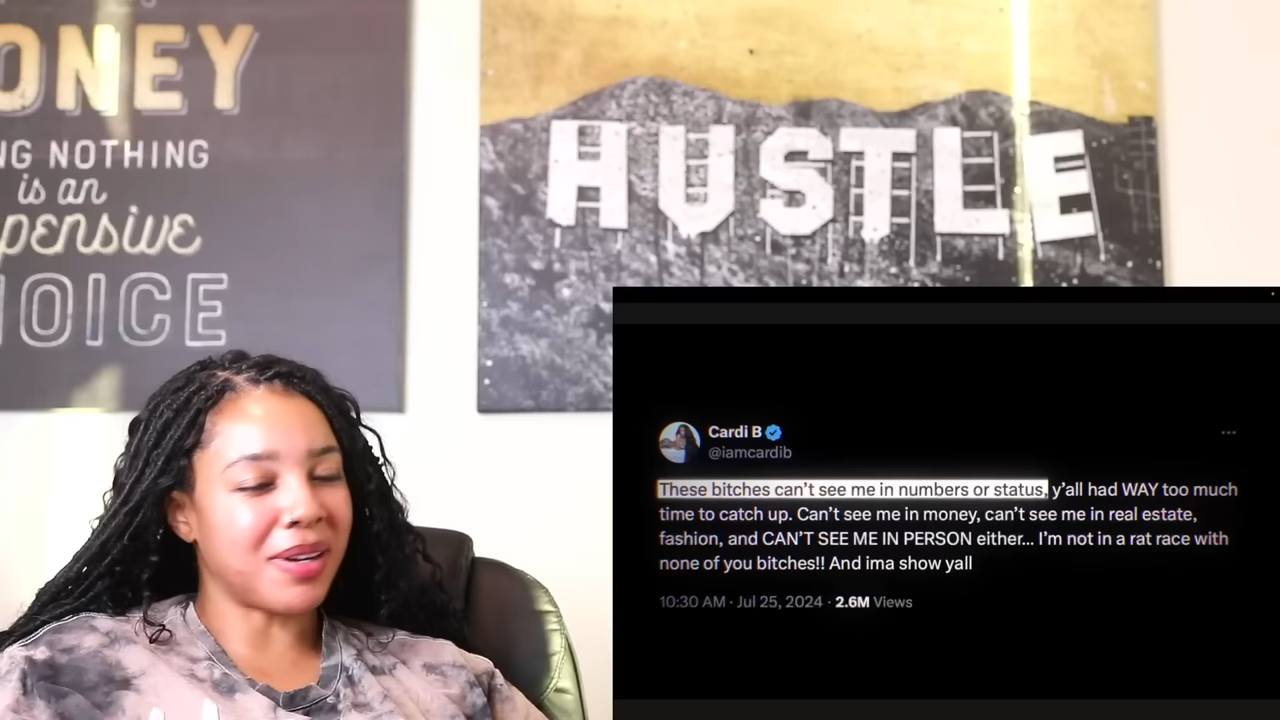 ONEY
NG NOTHING
is an
pensive
HOICE
HUSTLE
Cardi B
@iamcardib
These bitches can't see me in numbers or status, y'all had WAY too much
time to catch up. Can't see me in money, can't see me in real estate,
fashion, and CAN'T SEE ME IN PERSON either... I'm not in a rat race with
none of you bitches!! And ima show yall
10:30 AM · Jul 25, 2024 · 2.6M Views